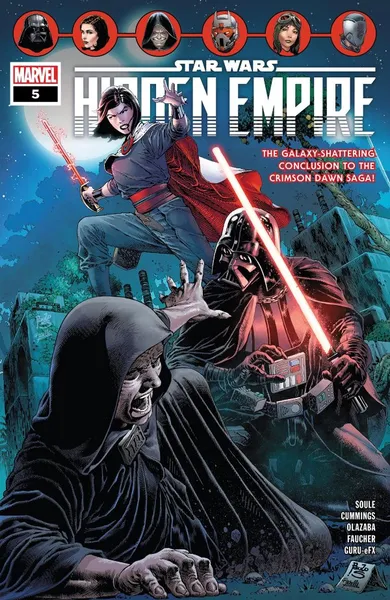 MARVEL
5
STAR WARS
HIDDEN EMPIRE
THE GALAXY-SHATTERING
CONCLUSION TO THE
CRIMSON DAWN SAGA!
SOULE
CUMMINGS
OLAZABA
FAUCHER
GURU-eFX